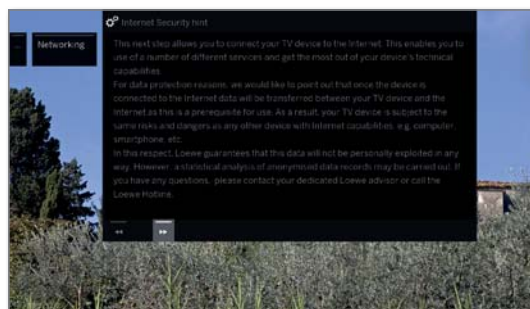 Internet Security hint
Networking
This next step allows you to connect your TV device to the Internet. This enables you to
use of a number of different services and get the most out of your device's technical
capabilities.
For data protection reasons, we would like to point out that once the device is
connected to the Internet data will be transferred between your TV device and the
Internet as this is a prerequisite for use. As a result, your TV device is subject to the
same risks and dangers as any other device with Internet capabilities, e.g. computer,
smartphone, etc.
In this respect, Loewe guarantees that this data will not be personally exploited in any
way. However, a statistical analysis of anonymised data records may be carried out. If
you have any questions, please contact your dedicated Loewe advisor or call the
Loewe Hotline.